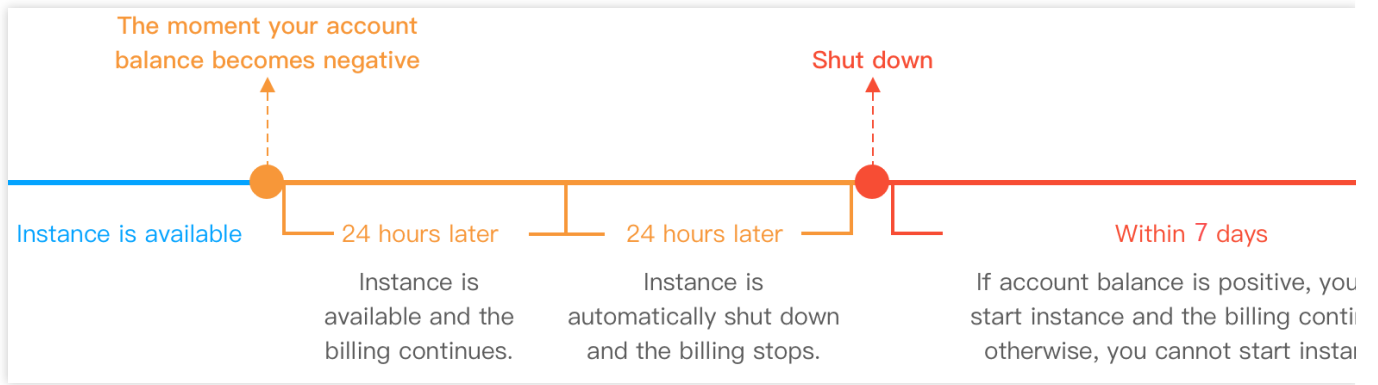 The moment your account
balance becomes negative
Shut down
Instance is available
24 hours later
24 hours later
Within 7 days
Instance is
available and the
billing continues.
Instance is
automatically shut down
and the billing stops.
If account balance is positive, you
start instance and the billing
otherwise, you cannot start